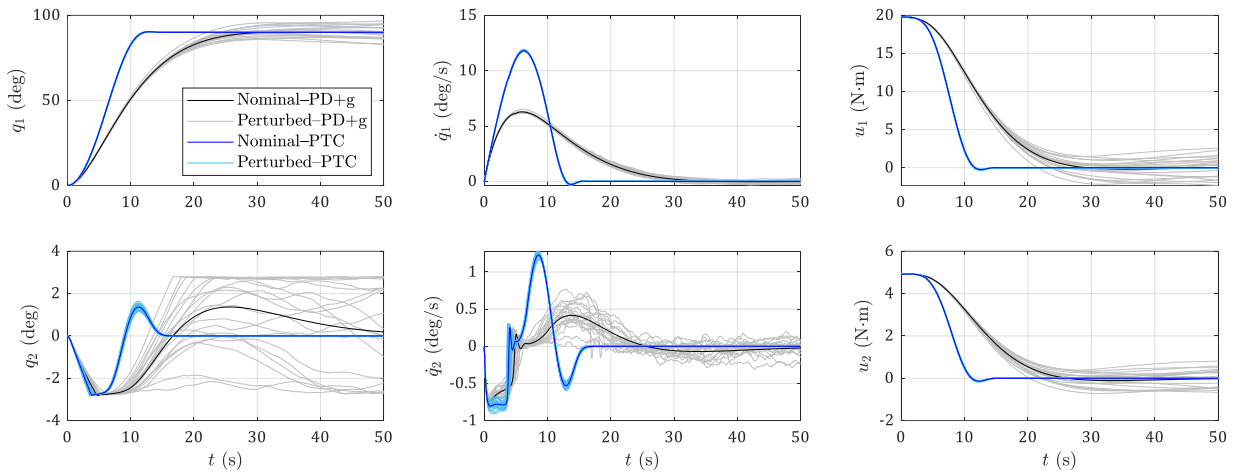 100
50
0
q₁ (deg)
Nominal–PD+g
Perturbed–PD+g
Nominal–PTC
Perturbed–PTC
0 10 20 30 40 50
15
10
5
0
q̇₁ (deg/s)
0 10 20 30 40 50
20
15
10
5
0
u₁ (N·m)
0 10 20 30 40 50
4
2
0
-2
-4
q₂ (deg)
0 10 20 30 40 50
t (s)
1
0.5
0
-0.5
-1
q̇₂ (deg/s)
0 10 20 30 40 50
t (s)
6
4
2
0
-2
u₂ (N·m)
0 10 20 30 40 50
t (s)